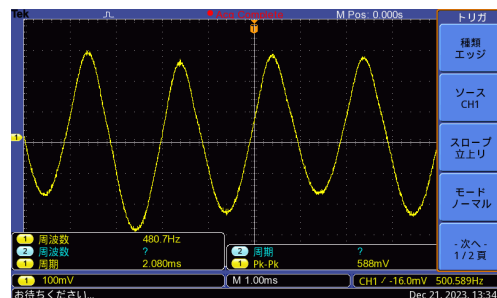 Tek
M Pos: 0.000s
トリガ
種類
エッジ
ソース
CH1
スロープ
立上り
モード
ノーマル
- 次へ -
1/2 頁
T
1
1 周波数 480.7Hz
2 周波数 ?
1 周期 2.080ms
2 周期 ?
1 Pk-Pk 588mV
1 100mV
M 1.00ms
CH1 / -16.0mV 500.589Hz
お待ちください...
Dec 21, 2023, 13:34